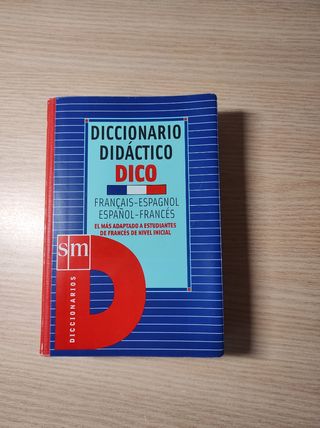 DICCIONARIO
DIDÁCTICO
DICO
FRANÇAIS-ESPAGNOL
ESPAÑOL-FRANCÉS
EL MÁS ADAPTADO A ESTUDIANTES
DE FRANCÉS DE NIVEL INICIAL
sm
D
DICCIONARIOS